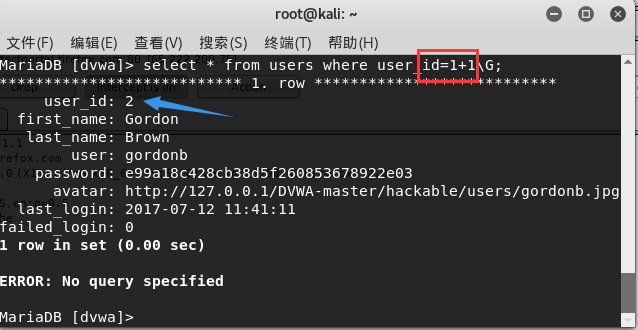 root@kali: ~
文件(F) 编辑(E) 查看(V) 搜索(S) 终端(T) 帮助(H)
MariaDB [dvwa]> select * from users where user_id=1+1\G;
*************************** 1. row ***************************
user_id: 2
first_name: Gordon
last_name: Brown
user: gordonb
password: e99a18c428cb38d5f260853678922e03
avatar: http://127.0.0.1/DVWA-master/hackable/users/gordonb.jpg
last_login: 2017-07-12 11:41:11
failed_login: 0
1 row in set (0.00 sec)
ERROR: No query specified
MariaDB [dvwa]>